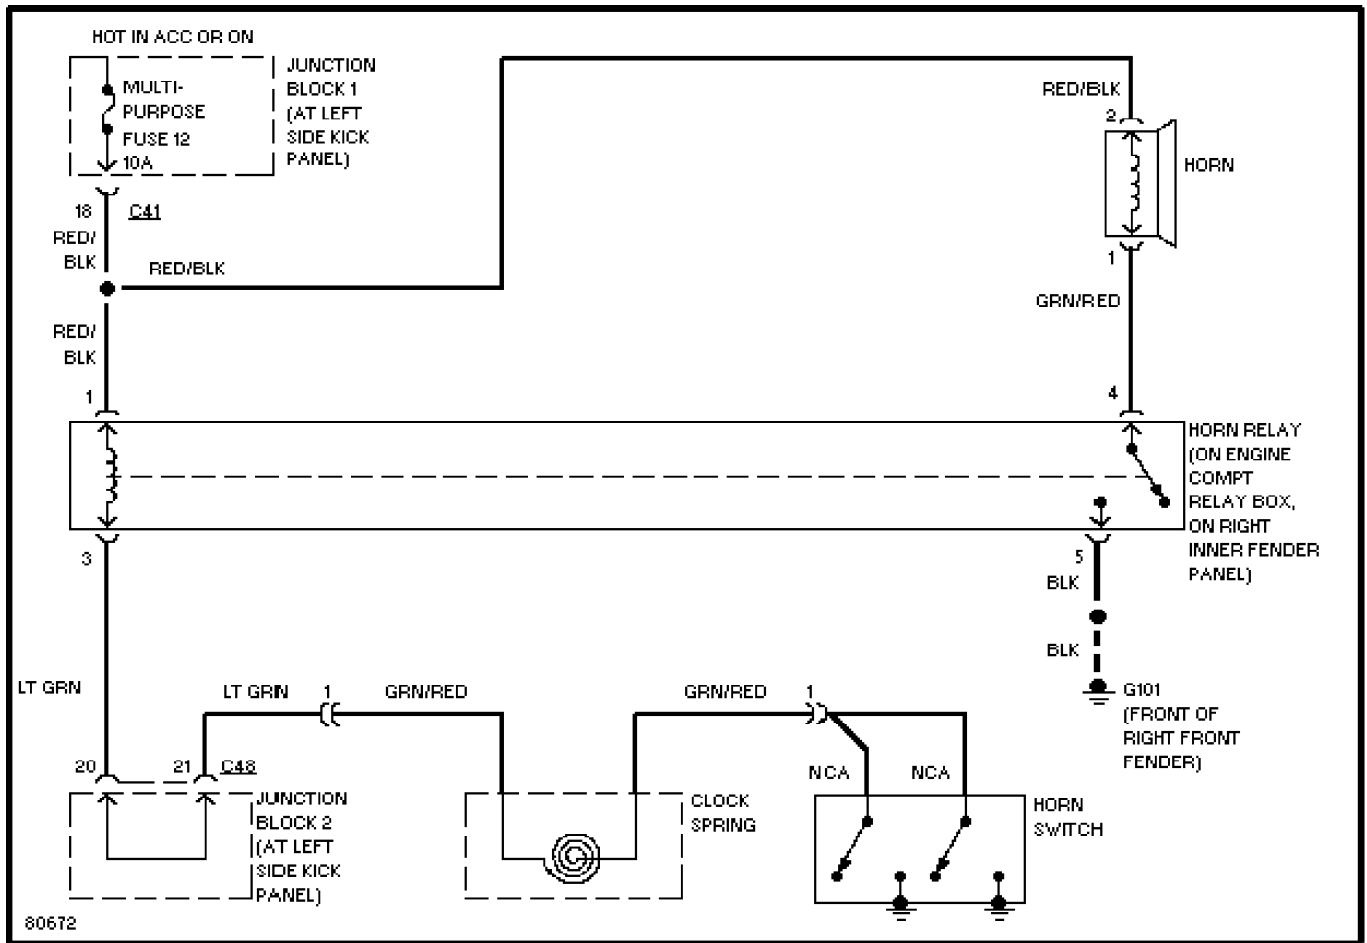 HOT IN ACC OR ON
MULTI-
PURPOSE
FUSE 12
10A
JUNCTION
BLOCK 1
(AT LEFT
SIDE KICK
PANEL)
18
C41
RED/
BLK
RED/BLK
RED/
BLK
1
RED/BLK
2
HORN
1
GRN/RED
4
HORN RELAY
(ON ENGINE
COMPT
RELAY BOX,
ON RIGHT
INNER FENDER
PANEL)
3
5
BLK
BLK
G101
(FRONT OF
RIGHT FRONT
FENDER)
LT GRN
LT GRN
1
GRN/RED
GRN/RED
1
20
21
C48
NCA
NCA
JUNCTION
BLOCK 2
(AT LEFT
SIDE KICK
PANEL)
CLOCK
SPRING
HORN
SWITCH
80672